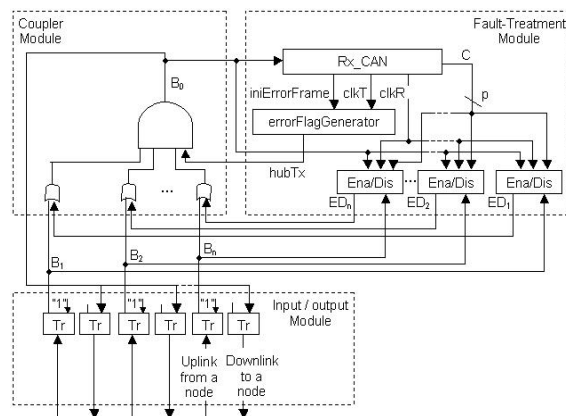 Coupler
Module
Fault-Treatment
Module
B0
Rx_CAN
C
iniErrorFrame
clkT
clkR
p
errorFlagGenerator
hubTx
...
Ena/Dis
...
Ena/Dis
Ena/Dis
EDn
ED2
ED1
Bn
B1
B2
"1"
"1"
"1"
Input / output
Module
Tr
Tr
Tr
Tr
Tr
Tr
Uplink
from a
node
Downlink
to a
node